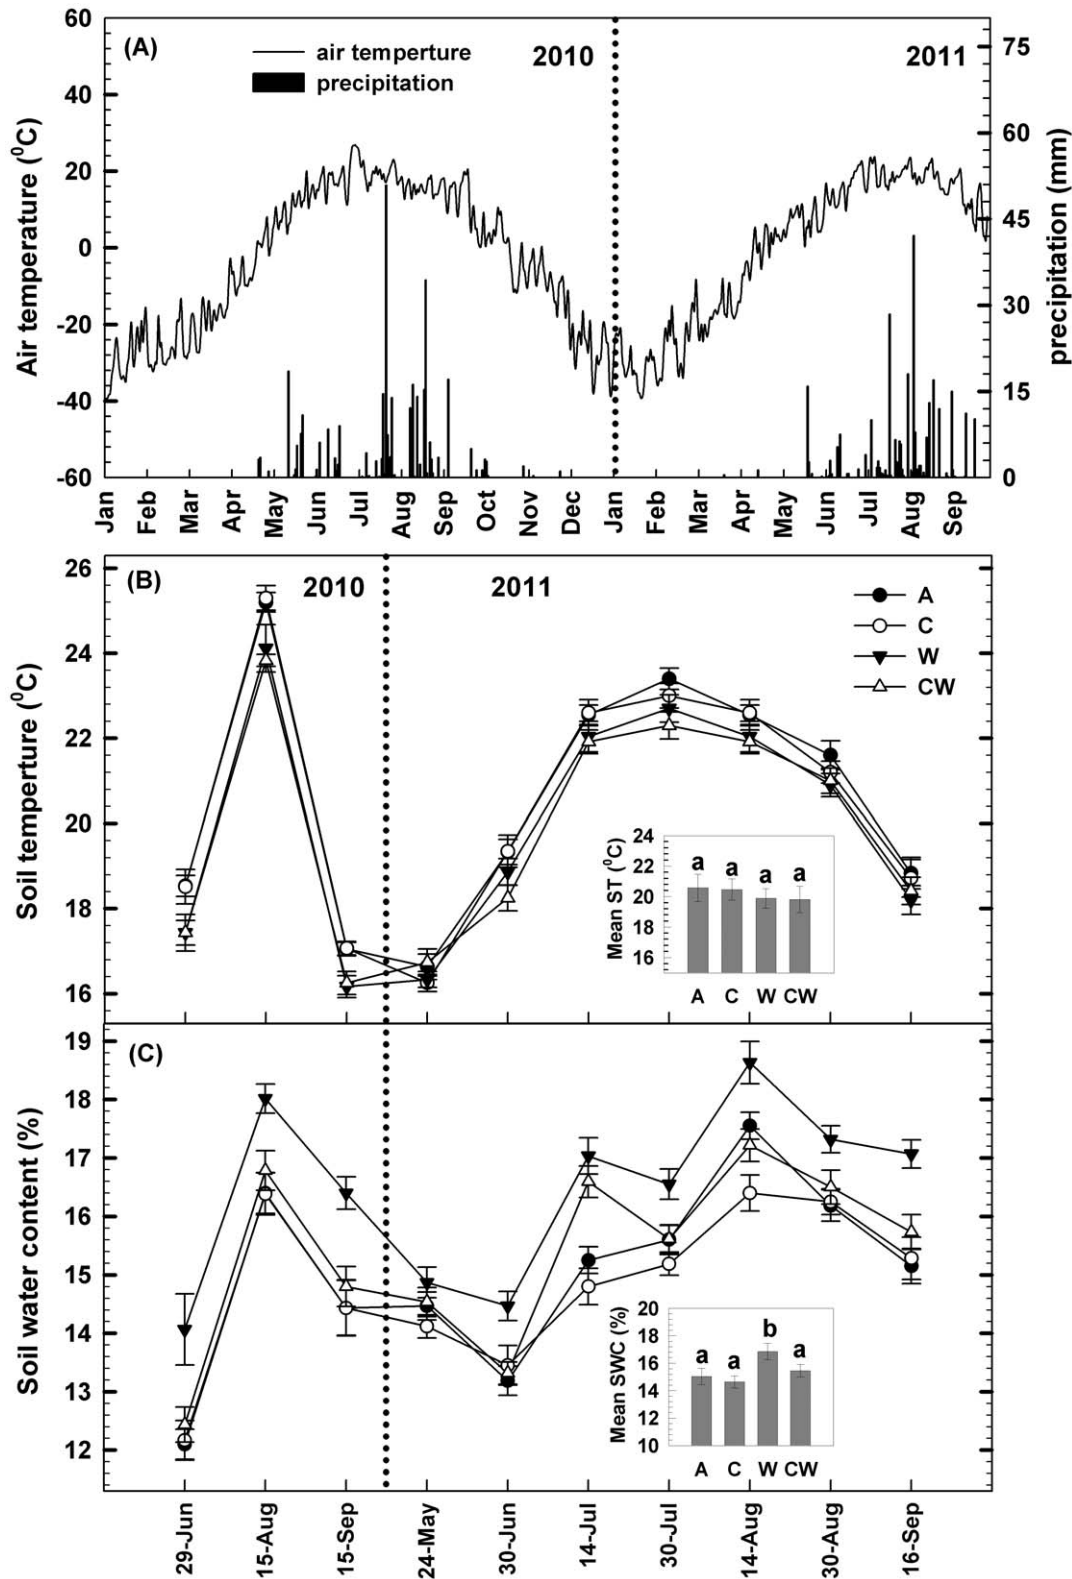 (A)
air temperture
precipitation
2010
2011
Air temperature (⁰C)
60
40
20
0
-20
-40
-60
precipitation (mm)
75
60
45
30
15
0
Jan
Feb
Mar
Apr
May
Jun
Jul
Aug
Sep
Oct
Nov
Dec
Jan
Feb
Mar
Apr
May
Jun
Jul
Aug
Sep
(B)
2010
2011
A
C
W
CW
Soil temperture (⁰C)
26
24
22
20
18
16
Mean ST (⁰C)
24
22
20
18
16
a a a a
A C W CW
(C)
Soil water content (%)
19
18
17
16
15
14
13
12
Mean SWC (%)
20
18
16
14
12
10
a a b a
A C W CW
29-Jun
15-Aug
15-Sep
24-May
30-Jun
14-Jul
30-Jul
14-Aug
30-Aug
16-Sep